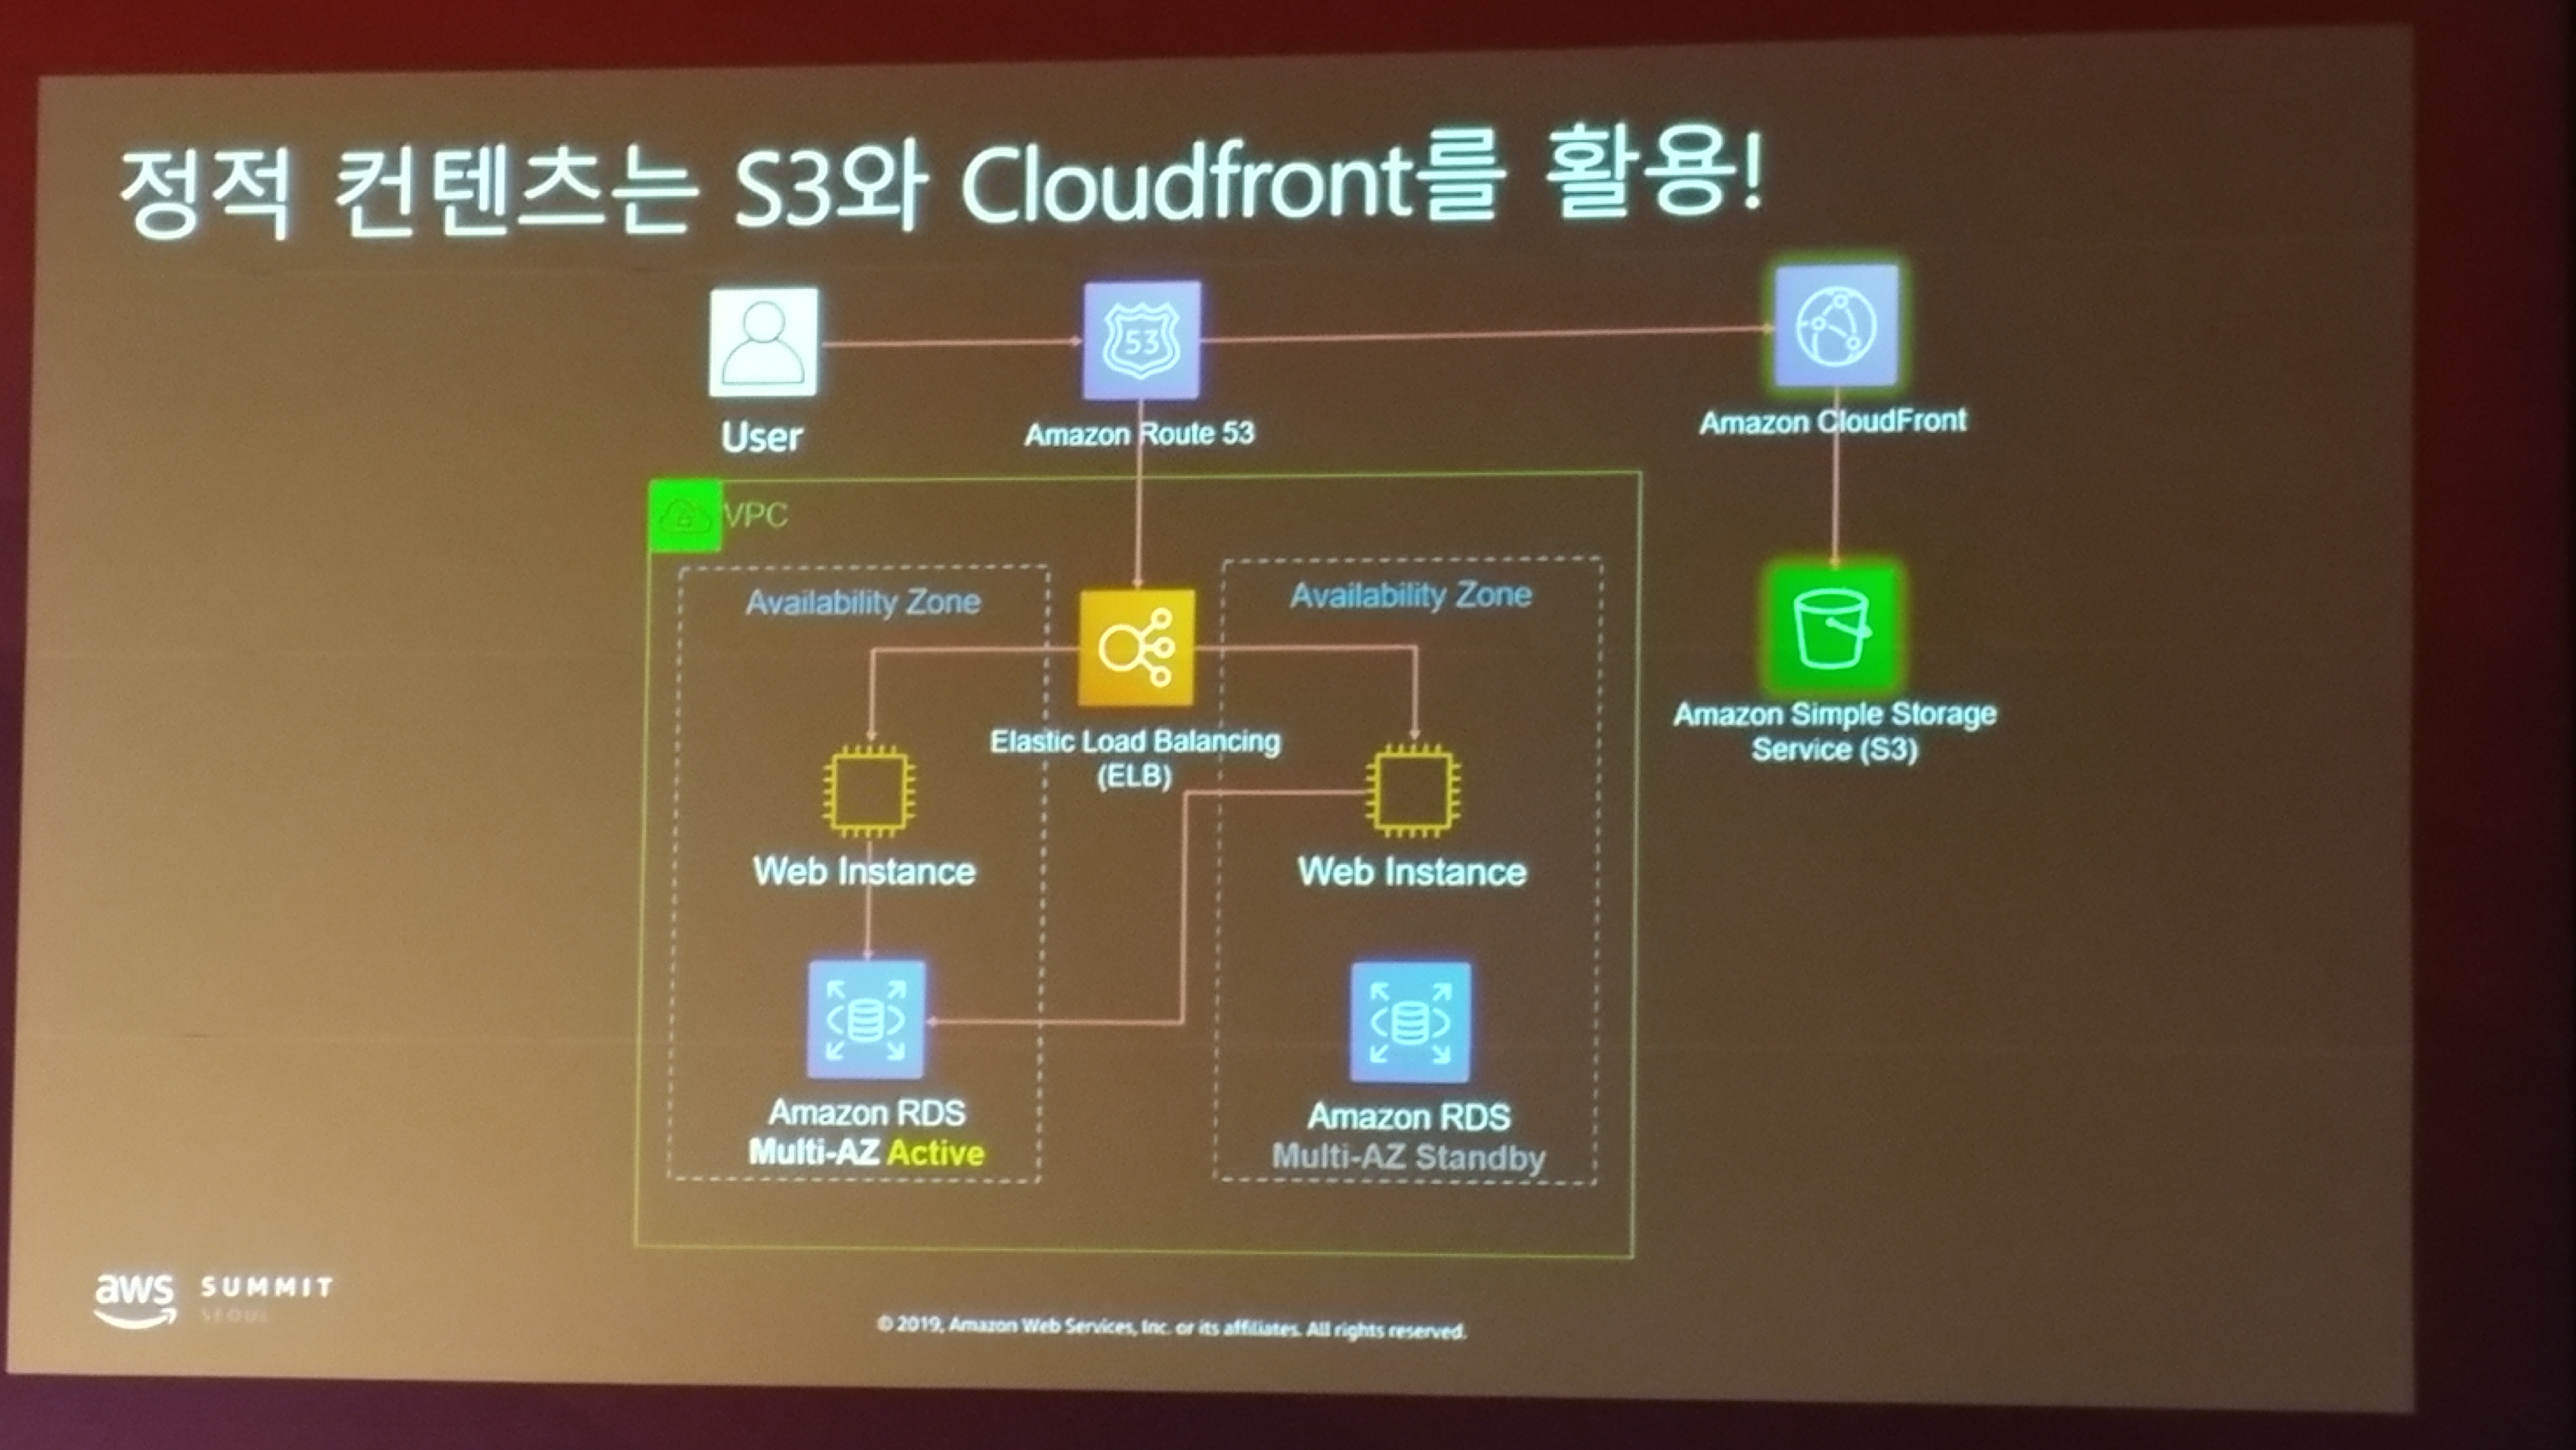 정적 컨텐츠는 S3와 Cloudfront를 활용!
53
User
Amazon Route 53
Amazon CloudFront
VPC
Availability Zone
Availability Zone
Elastic Load Balancing
(ELB)
Amazon Simple Storage
Service (S3)
Web Instance
Web Instance
Amazon RDS
Multi-AZ Active
Amazon RDS
Multi-AZ Standby
aws SUMMIT
SEOUL
© 2019, Amazon Web Services, Inc. or its affiliates. All rights reserved.